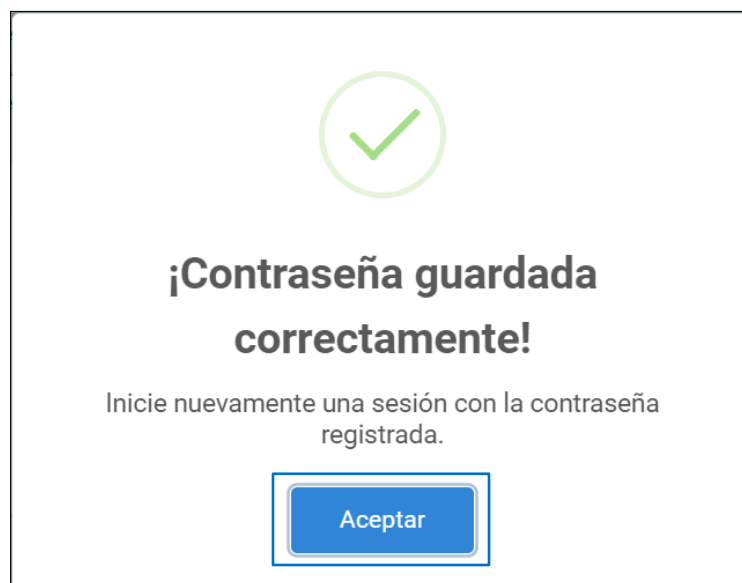 ¡Contraseña guardada
correctamente!
Inicie nuevamente una sesión con la contraseña
registrada.
Aceptar